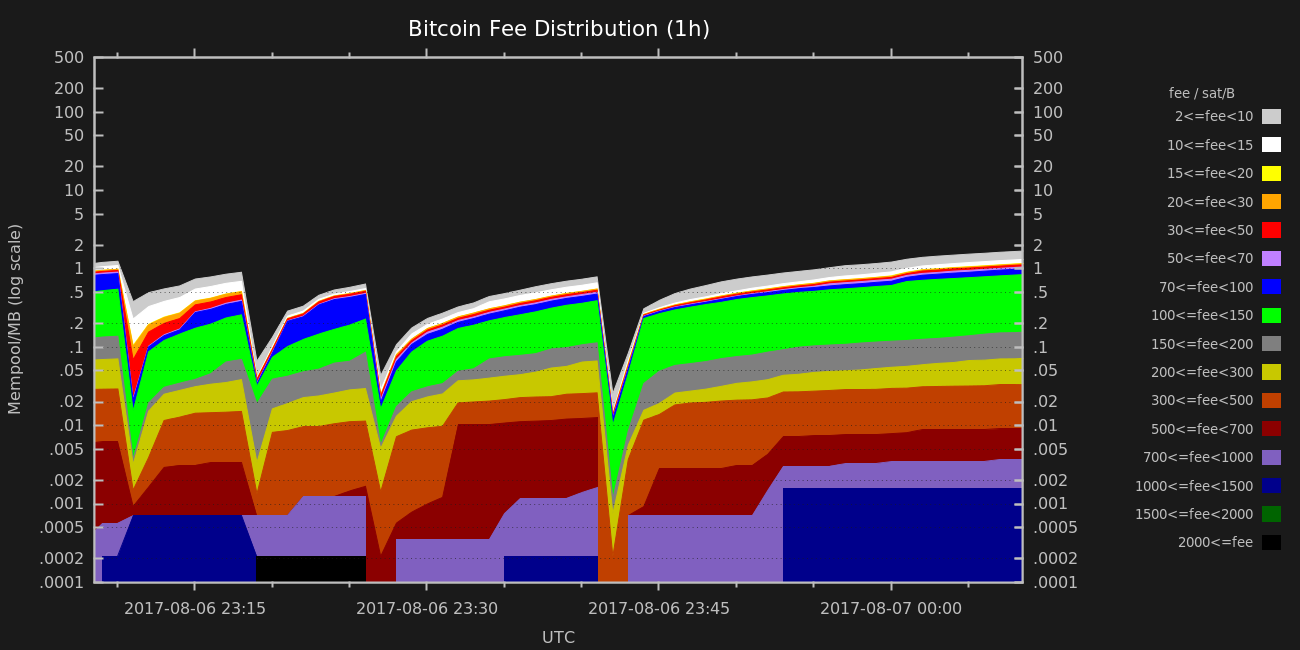 Bitcoin Fee Distribution (1h)
Mempool/MB (log scale)
500
200
100
50
20
10
5
2
1
.5
.2
.1
.05
.02
.01
.005
.002
.001
.0005
.0002
.0001
500
200
100
50
20
10
5
2
1
.5
.2
.1
.05
.02
.01
.005
.002
.001
.0005
.0002
.0001
2017-08-06 23:15 2017-08-06 23:30 2017-08-06 23:45 2017-08-07 00:00
UTC
fee / sat/B
2<=fee<10
10<=fee<15
15<=fee<20
20<=fee<30
30<=fee<50
50<=fee<70
70<=fee<100
100<=fee<150
150<=fee<200
200<=fee<300
300<=fee<500
500<=fee<700
700<=fee<1000
1000<=fee<1500
1500<=fee<2000
2000<=fee